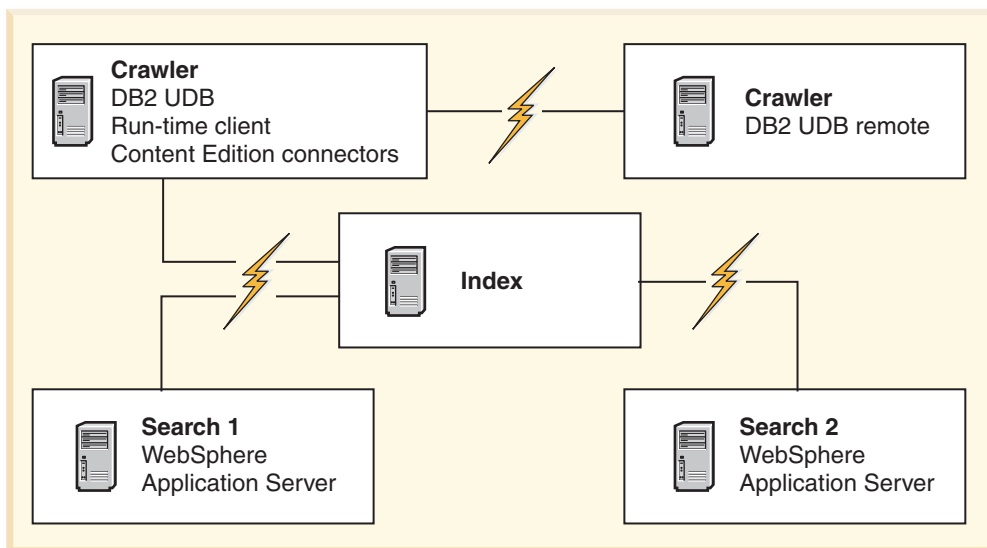 Crawler
DB2 UDB
Run-time client
Content Edition connectors
Crawler
DB2 UDB remote
Index
Search 1
WebSphere
Application Server
Search 2
WebSphere
Application Server